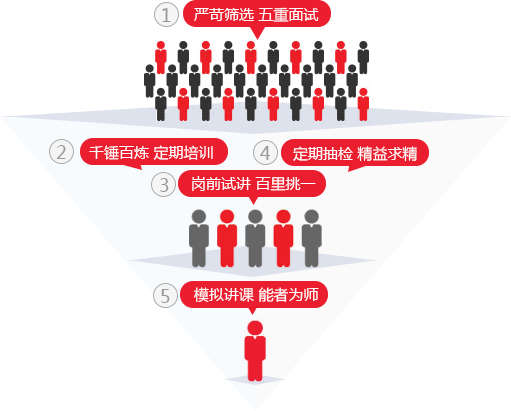 1 严苛筛选 五重面试
2 千锤百炼 定期培训
4 定期抽检 精益求精
3 岗前试讲 百里挑一
5 模拟讲课 能者为师